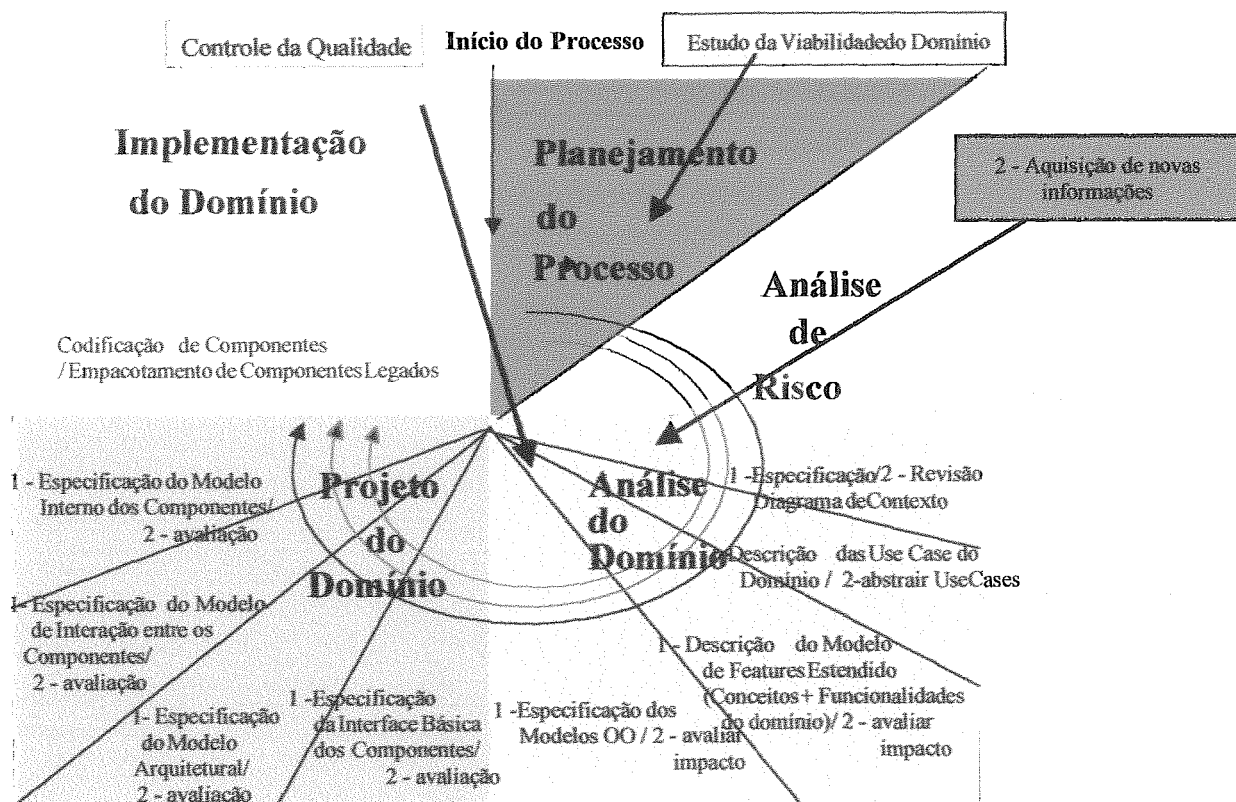 Controle da Qualidade
Início do Processo
Estudo da Viabilidadedo Domínio
Implementação
do Domínio
Planejamento
do
Processo
2 - Aquisição de novas
informações
Análise
de
Risco
Codificação de Componentes
/Empacotamento de Componentes Legados
Projeto
do
Domínio
Análise
do
Domínio
1 -Especificação/2 - Revisão
Diagrama deContexto
Descrição das Use Case do
Domínio / 2-abstrair UseCases
1 - Descrição do Modelo
de Features Estendido
(Conceitos + Funcionalidades
do domínio)/ 2 - avaliar
impacto
1 -Especificação dos
Modelos OO / 2 - avaliar
impacto
1 -Especificação
da Interface Básica
dos Componentes/
2 - avaliação
1- Especificação
do Modelo
Arquitetural/
2 - avaliação
1- Especificação do Modelo
de Interação entre os
Componentes/
2 - avaliação
1 - Especificação do Modelo
Interno dos Componentes/
2 - avaliação